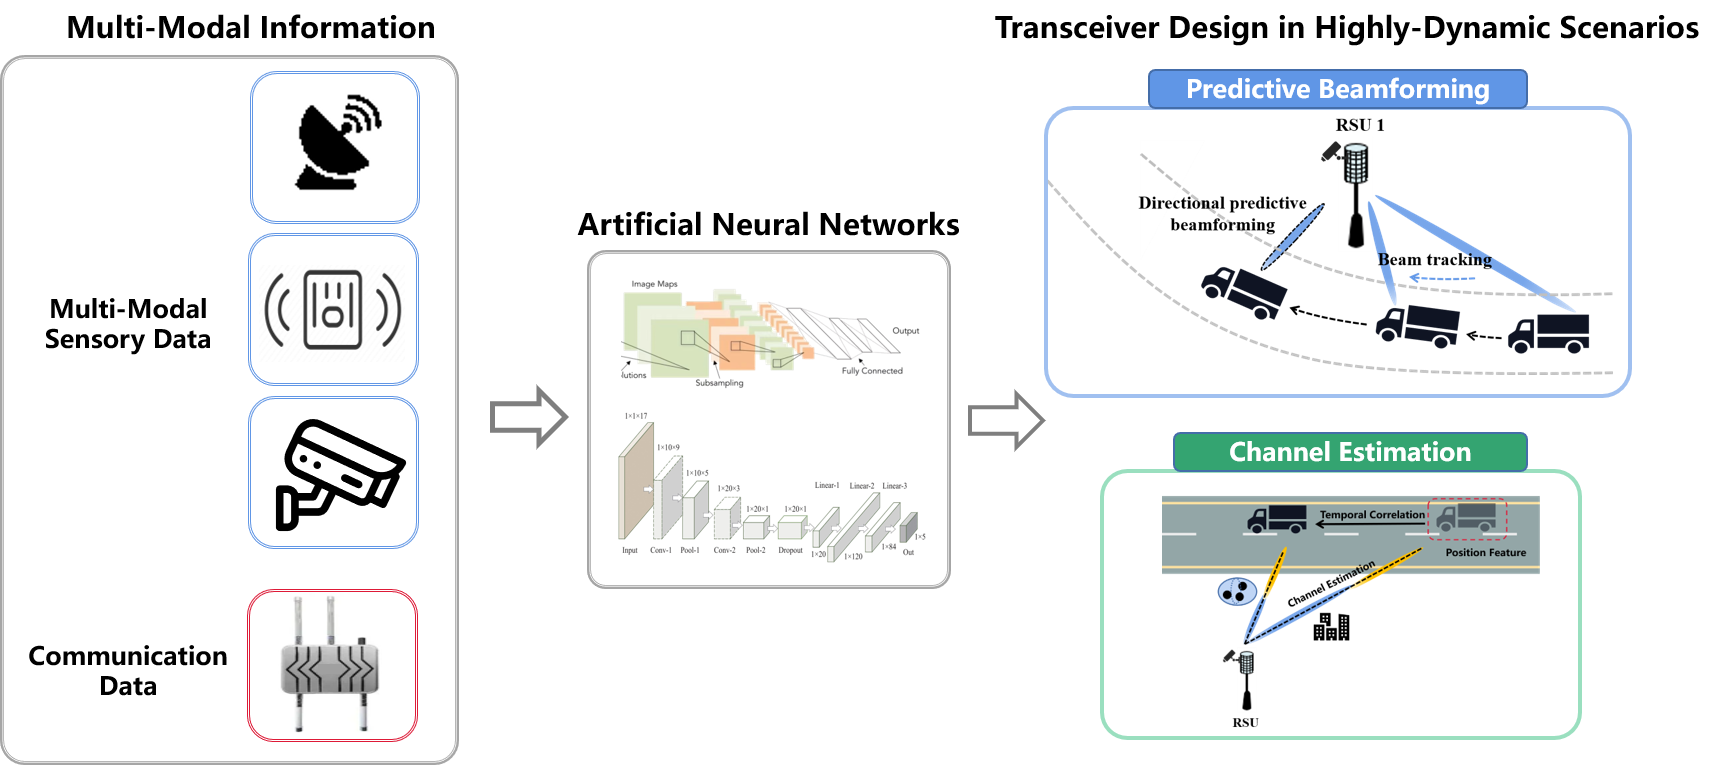 Multi-Modal Information
Multi-Modal
Sensory Data
Communication
Data
Artificial Neural Networks
Image Maps
Output
lutions
Subsampling
Fully Connected
1×1×17
1×10×9
1×10×5
1×20×3
1×20×1
1×20×1
Linear-1
Linear-2
Linear-3
Input
Conv-1
Pool-1
Conv-2
Pool-2
Dropout
1×20
1×120
1×84
Out
1×5
Transceiver Design in Highly-Dynamic Scenarios
Predictive Beamforming
RSU 1
Directional predictive
beamforming
Beam tracking
Channel Estimation
Temporal Correlation
Position Feature
Channel Estimation
RSU